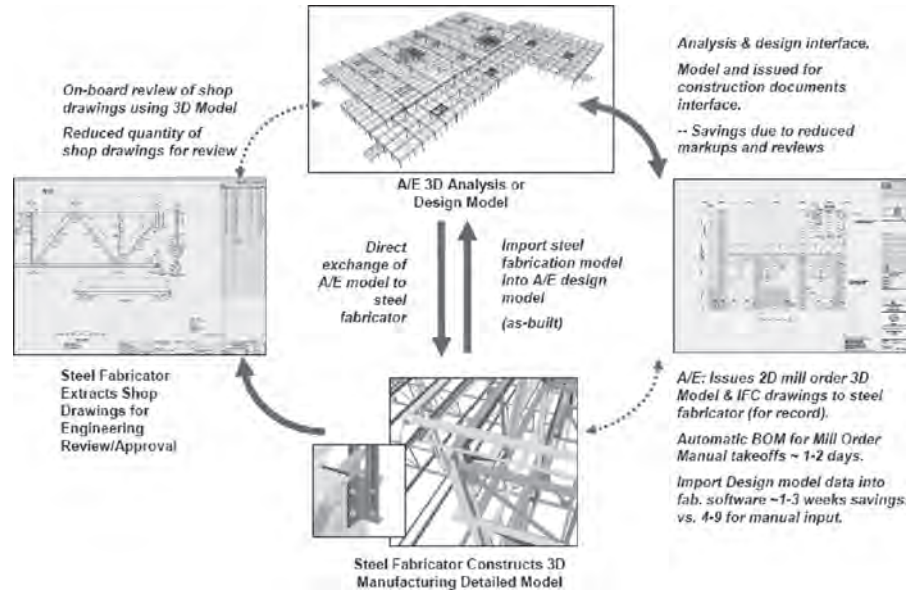 On-board review of shop
drawings using 3D Model
Reduced quantity of
shop drawings for review
Analysis & design interface.
Model and issued for
construction documents
interface.
-- Savings due to reduced
markups and reviews
A/E 3D Analysis or
Design Model
Direct
exchange of
A/E model to
steel
fabricator
Import steel
fabrication model
into A/E design
model
(as-built)
Steel Fabricator
Extracts Shop
Drawings for
Engineering
Review/Approval
A/E: Issues 2D mill order 3D
Model & IFC drawings to steel
fabricator (for record).
Automatic BOM for Mill Order
Manual takeoffs ~ 1-2 days.
Import Design model data into
fab. software ~1-3 weeks savings
vs. 4-9 for manual input.
Steel Fabricator Constructs 3D
Manufacturing Detailed Model